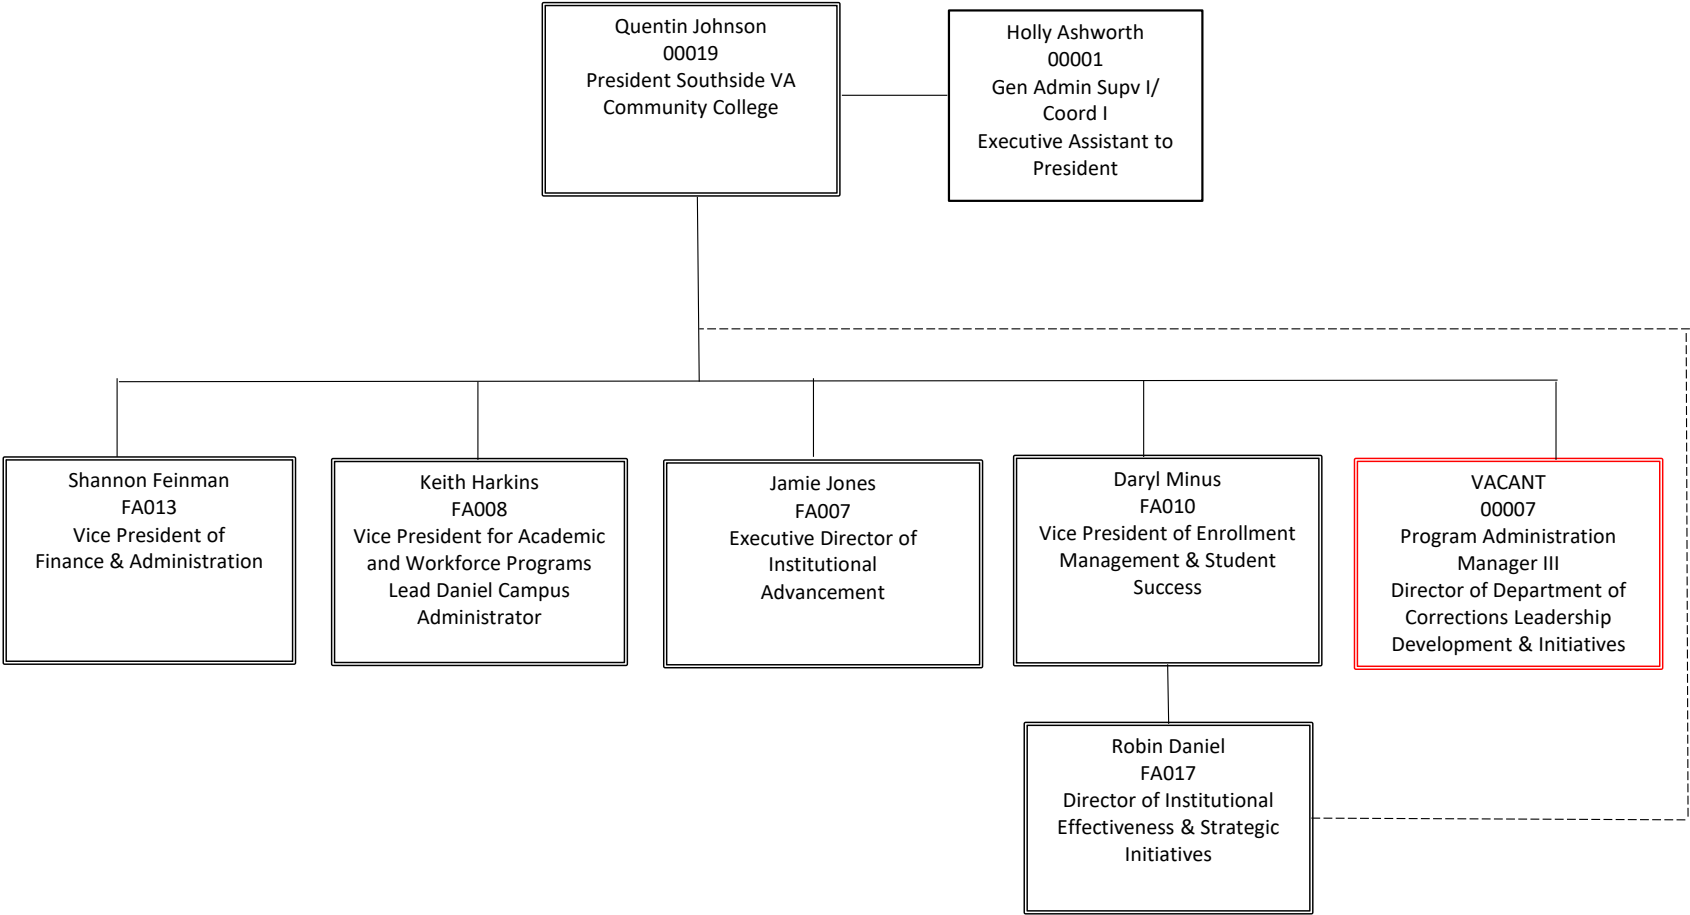 Quentin Johnson
00019
President Southside VA
Community College
Holly Ashworth
00001
Gen Admin Supv I/
Coord I
Executive Assistant to
President
Shannon Feinman
FA013
Vice President of
Finance & Administration
Keith Harkins
FA008
Vice President for Academic
and Workforce Programs
Lead Daniel Campus
Administrator
Jamie Jones
FA007
Executive Director of
Institutional
Advancement
Daryl Minus
FA010
Vice President of Enrollment
Management & Student
Success
VACANT
00007
Program Administration
Manager III
Director of Department of
Corrections Leadership
Development & Initiatives
Robin Daniel
FA017
Director of Institutional
Effectiveness & Strategic
Initiatives